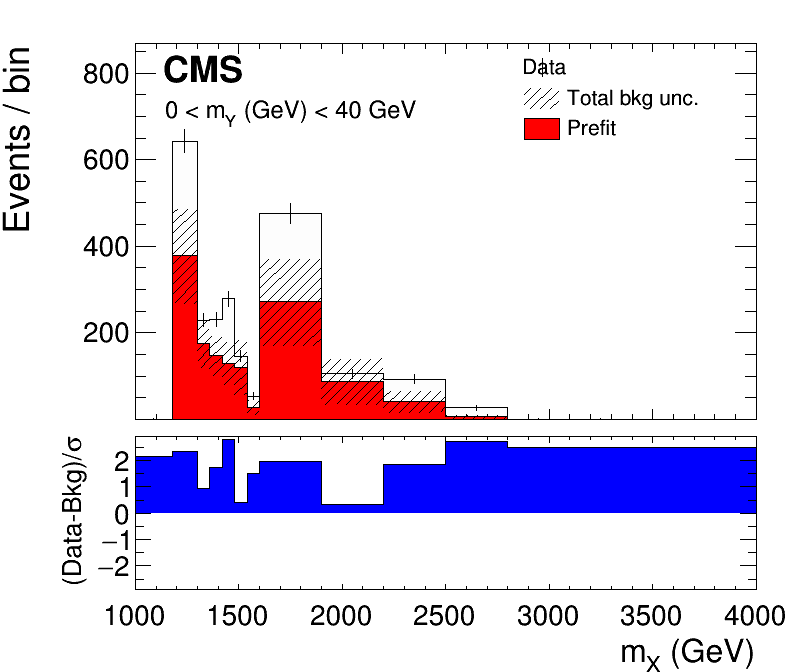 CMS
0 < mY (GeV) < 40 GeV
Data
Total bkg unc.
Prefit
Events / bin
800
600
400
200
(Data-Bkg)/σ
2
1
0
−1
−2
1000 1500 2000 2500 3000 3500 4000
mX (GeV)